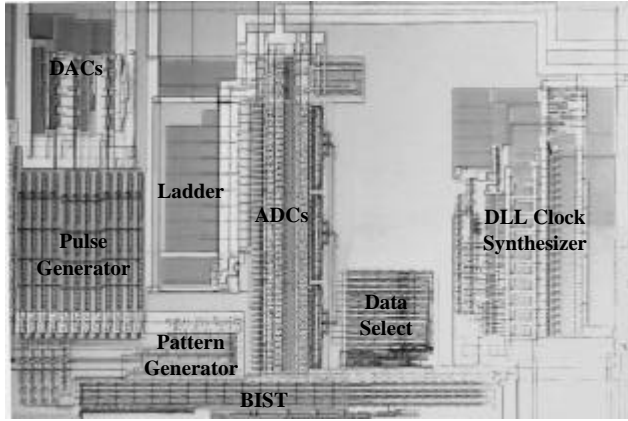 DACs
Ladder
ADCs
DLL Clock
Synthesizer
Pulse
Generator
Data
Select
Pattern
Generator
BIST